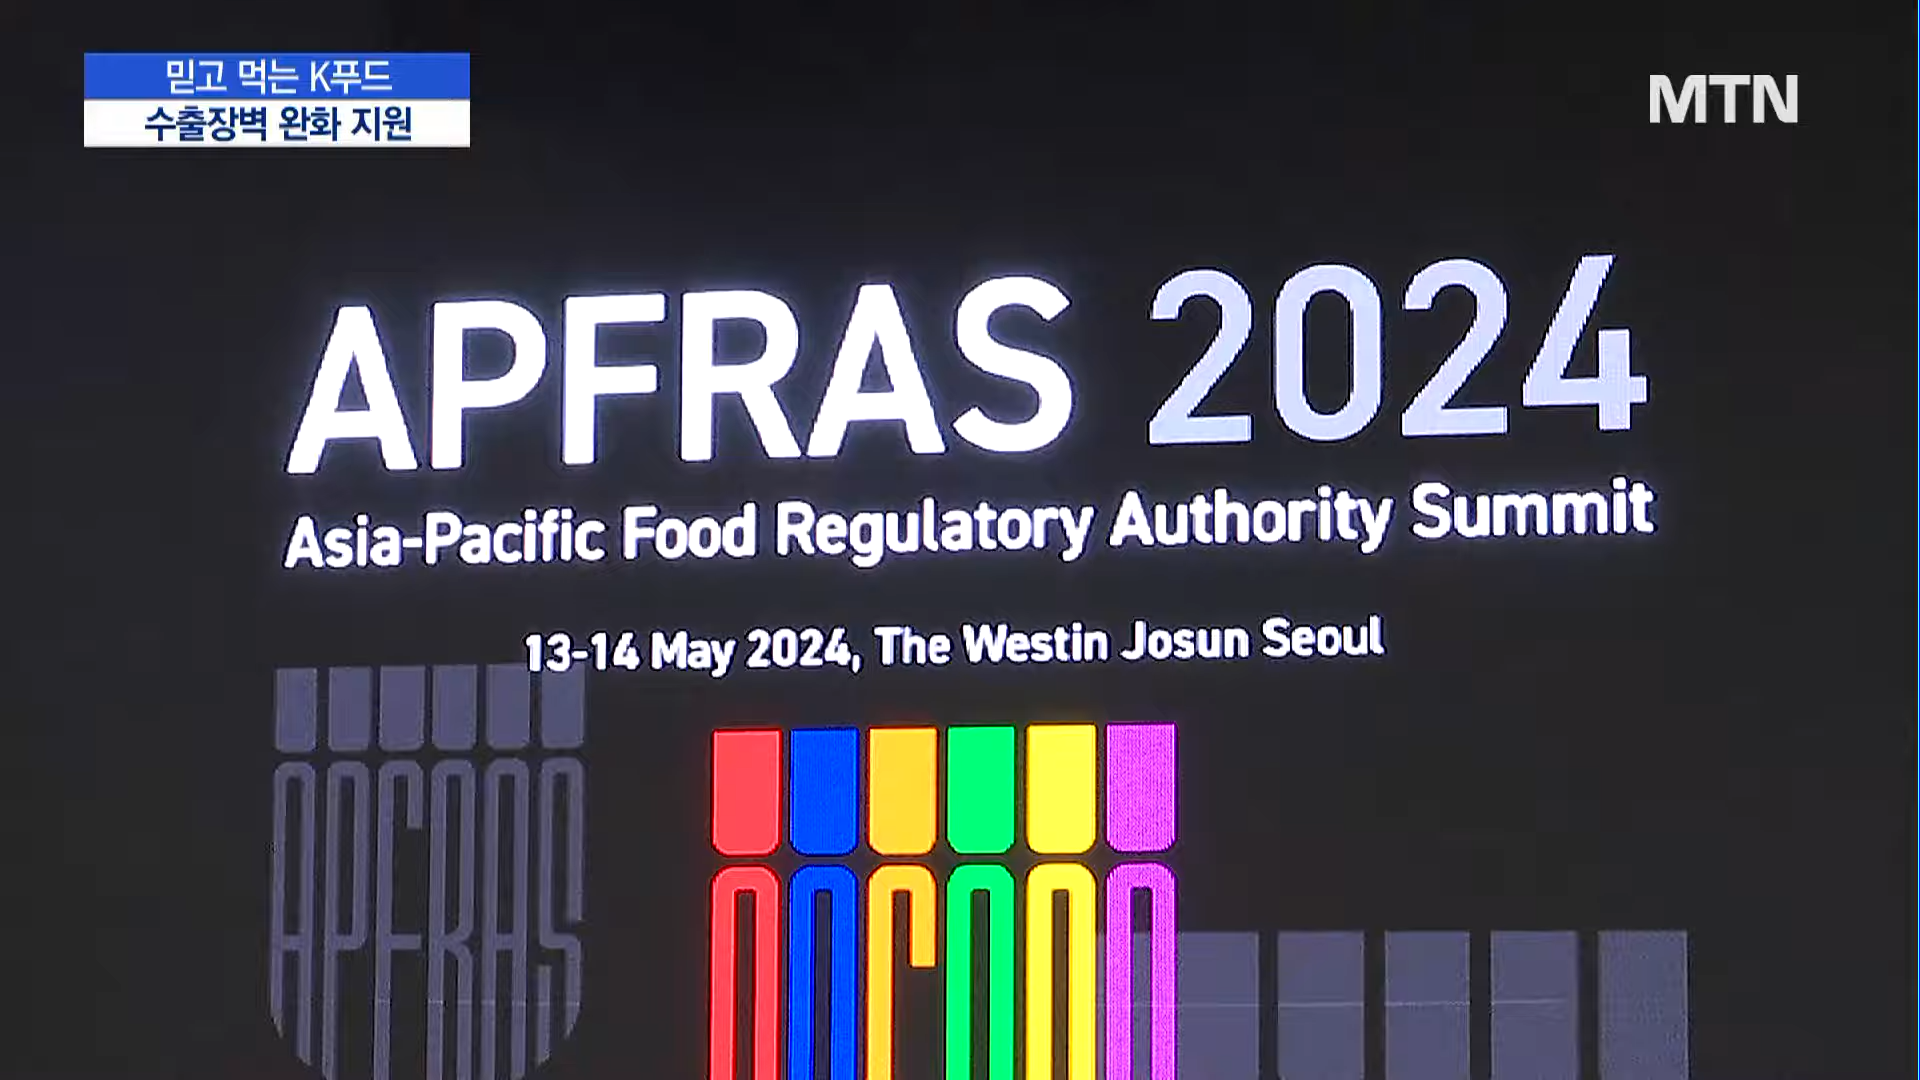 믿고 먹는 K푸드
수출장벽 완화 지원
MTN
APFRAS 2024
Asia-Pacific Food Regulatory Authority Summit
13-14 May 2024, The Westin Josun Seoul
APFRAS